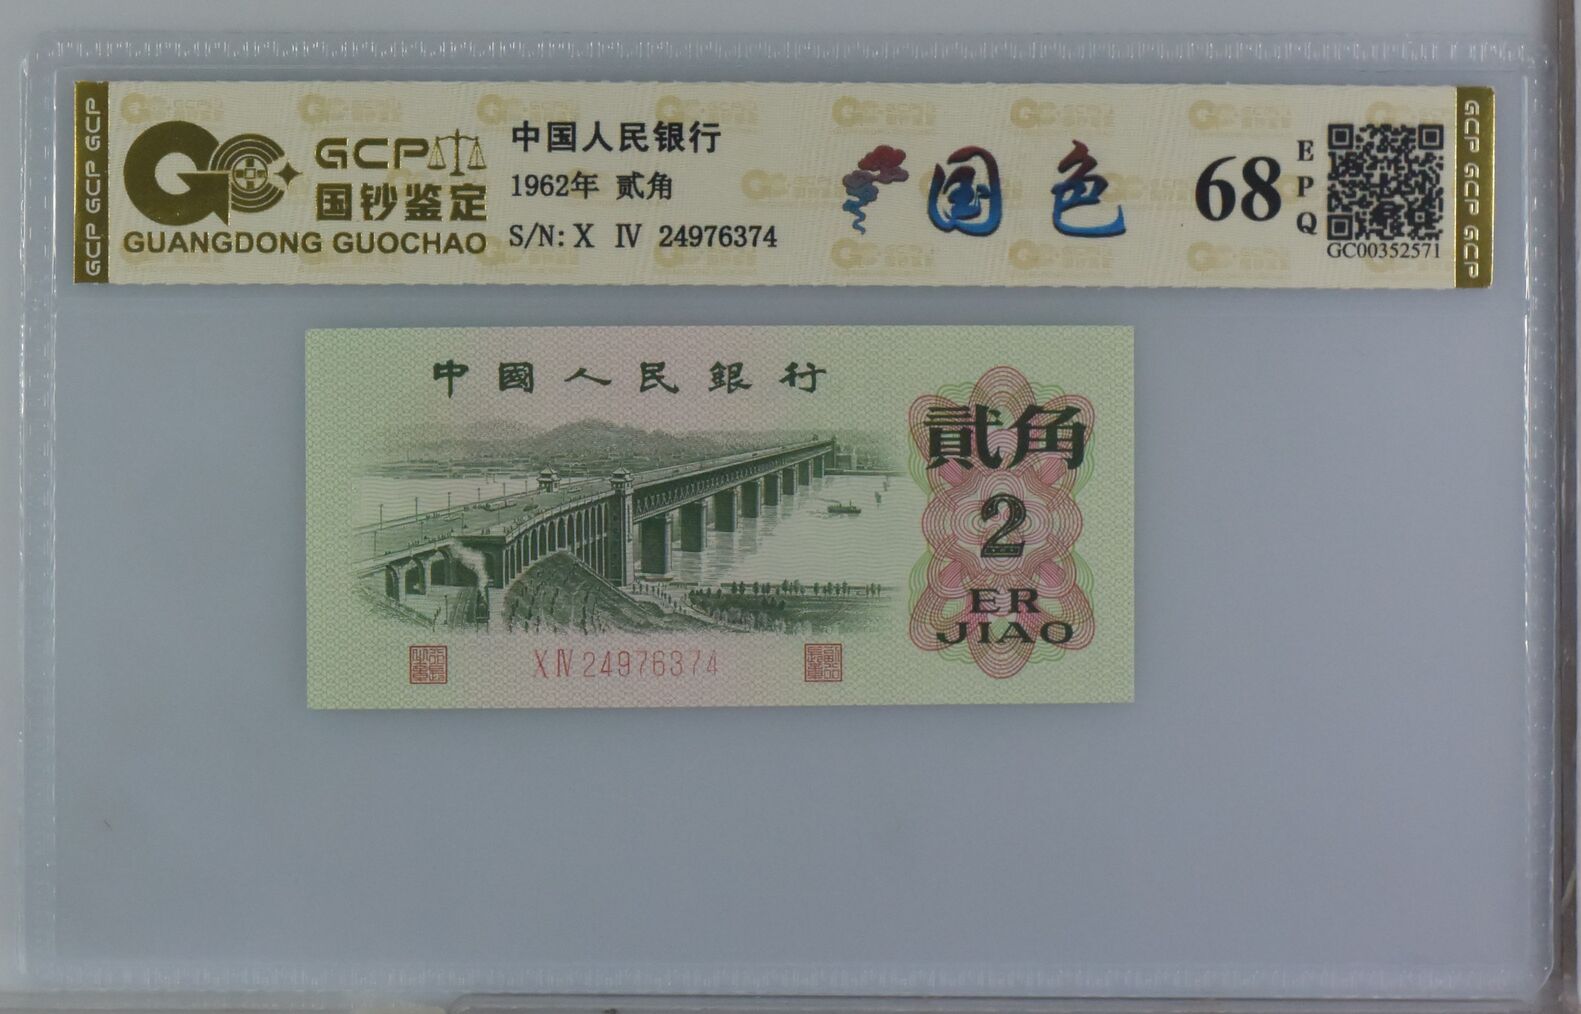 GCP GCP GCP
GCP
国钞鉴定
GUANGDONG GUOCHAO
中国人民银行
1962年 贰角
S/N: X IV 24976374
国色
68
EPQ
GC00352571
GCP GCP GCP
中國人民銀行
貳角
2
ER
JIAO
X IV 24976374